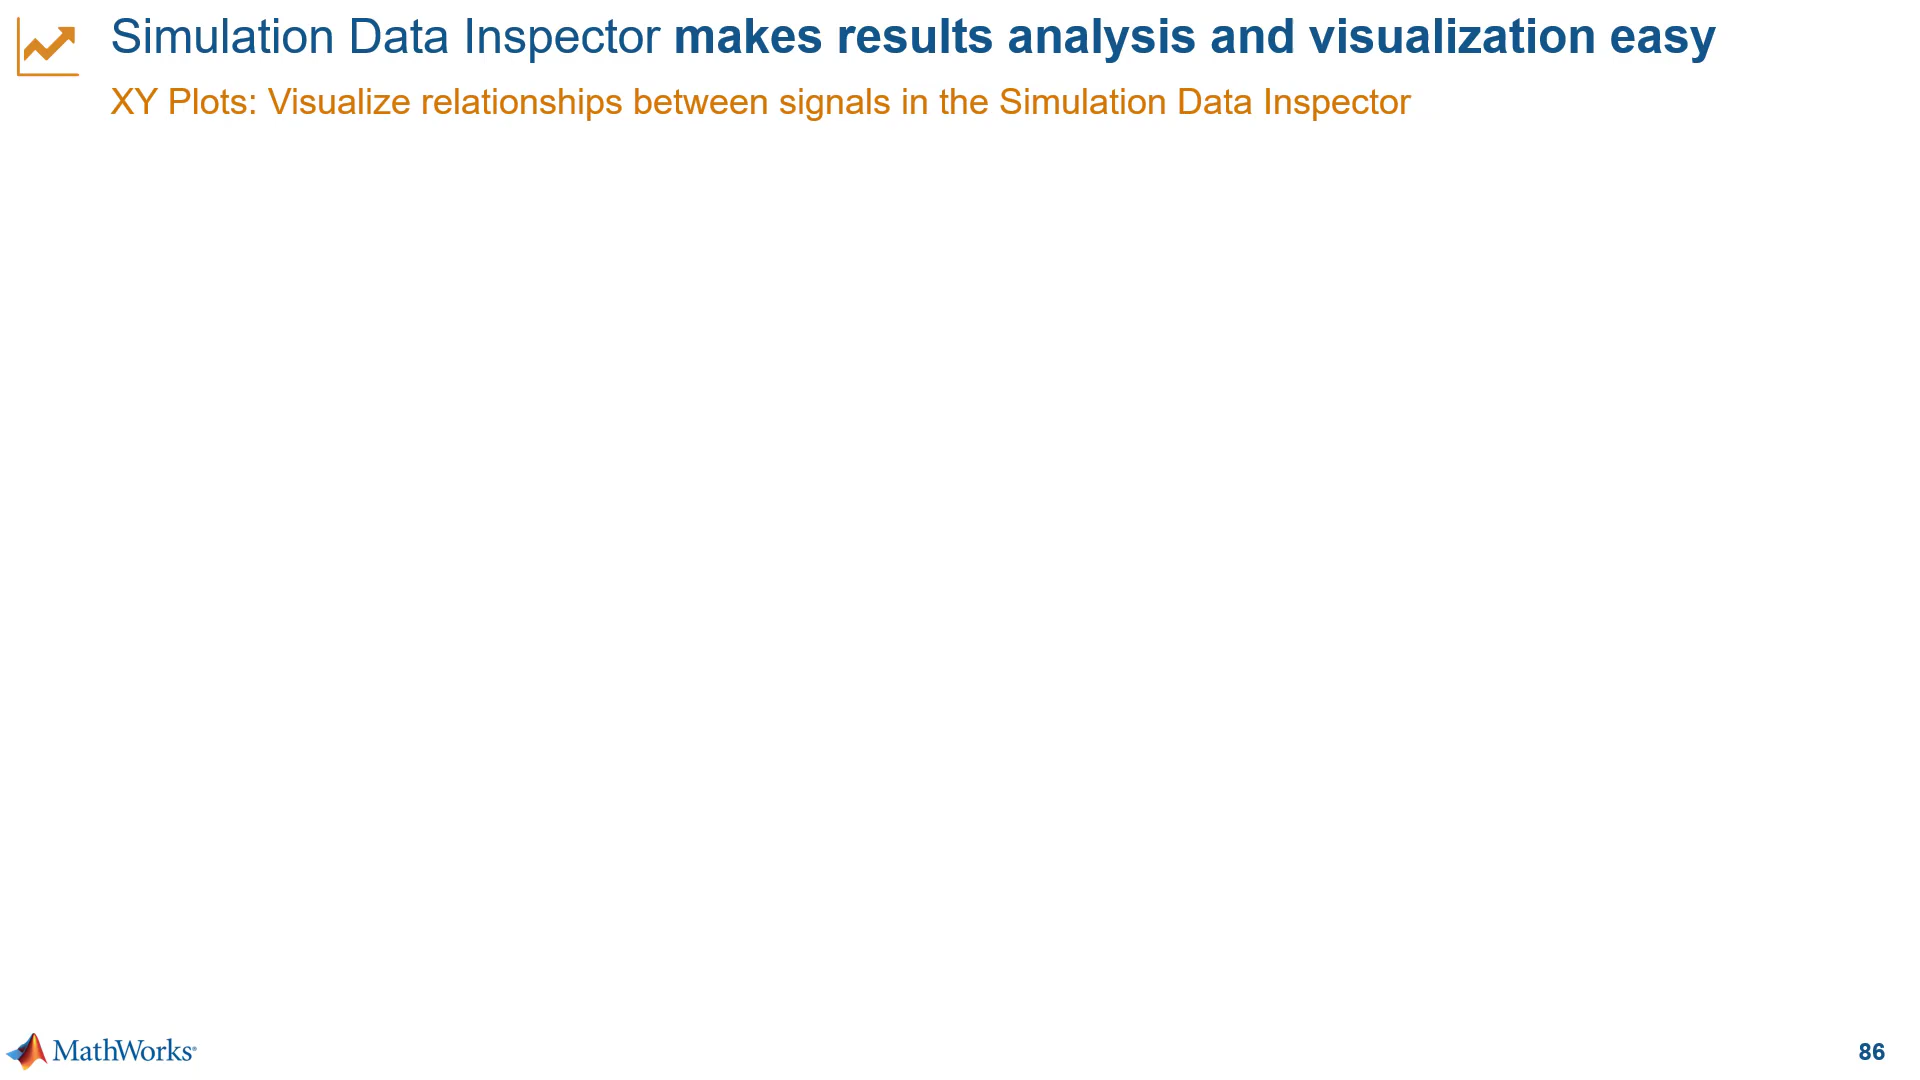 Simulation Data Inspector makes results analysis and visualization easy
XY Plots: Visualize relationships between signals in the Simulation Data Inspector
MathWorks®
86